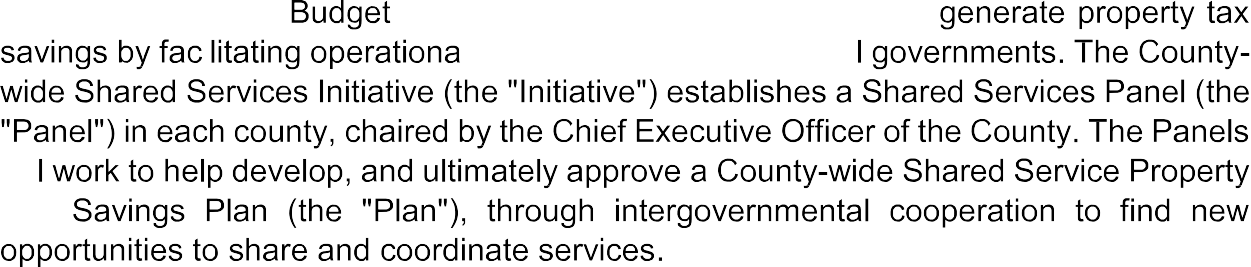 Budget generate property tax
savings by fac litating operationa l governments. The County-
wide Shared Services Initiative (the "Initiative") establishes a Shared Services Panel (the
"Panel") in each county, chaired by the Chief Executive Officer of the County. The Panels
l work to help develop, and ultimately approve a County-wide Shared Service Property
Savings Plan (the "Plan"), through intergovernmental cooperation to find new
opportunities to share and coordinate services.